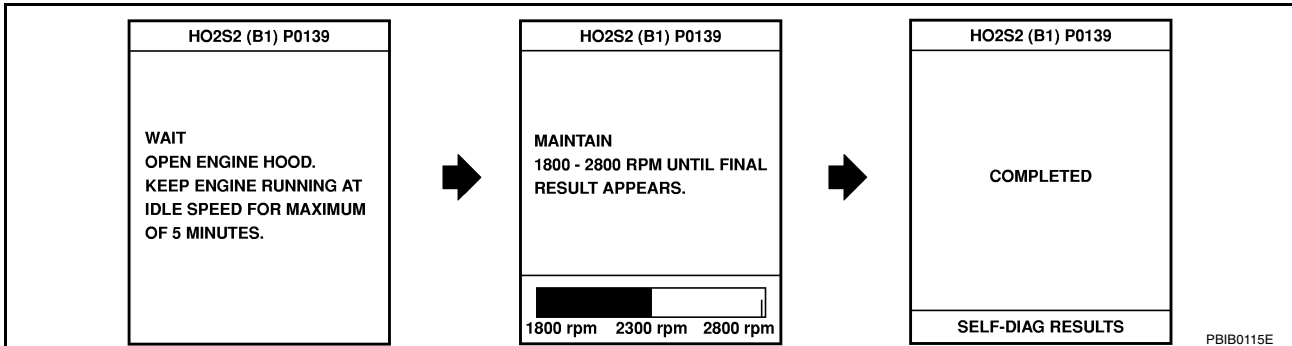 HO2S2 (B1) P0139
WAIT
OPEN ENGINE HOOD.
KEEP ENGINE RUNNING AT
IDLE SPEED FOR MAXIMUM
OF 5 MINUTES.
HO2S2 (B1) P0139
MAINTAIN
1800 - 2800 RPM UNTIL FINAL
RESULT APPEARS.
1800 rpm 2300 rpm 2800 rpm
HO2S2 (B1) P0139
COMPLETED
SELF-DIAG RESULTS
PBIB0115E